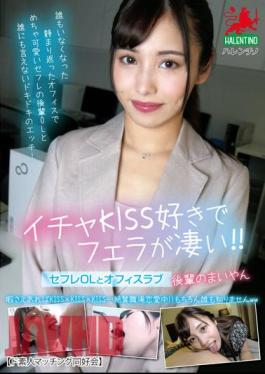 HALENTINO
ハレンチノ
誰もいなくなった
静まり返ったオフィスで
めちゃ可愛いセフレの後輩OLと
誰にも言えないドキドキのエッチ…
イチャKISS好きで
フェラが凄い!!
セフレOLとオフィスラブ
後輩のまいやん
【F素人マッチング同好会】